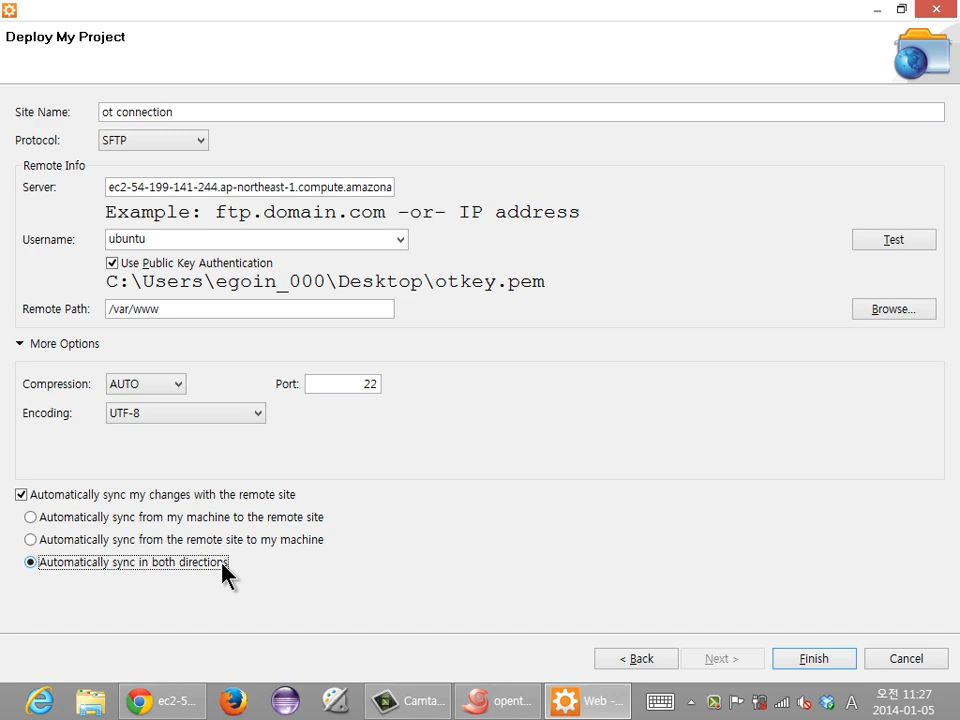 Deploy My Project
Site Name: ot connection
Protocol: SFTP
Remote Info
Server: ec2-54-199-141-244.ap-northeast-1.compute.amazona
Example: ftp.domain.com -or- IP address
Username: ubuntu Test
Use Public Key Authentication
C:\Users\egoin_000\Desktop\otkey.pem
Remote Path: /var/www Browse...
More Options
Compression: AUTO Port: 22
Encoding: UTF-8
Automatically sync my changes with the remote site
Automatically sync from my machine to the remote site
Automatically sync from the remote site to my machine
Automatically sync in both directions
< Back Next > Finish Cancel
ec2-5... Camta... opent... Web -... A 오전 11:27
2014-01-05